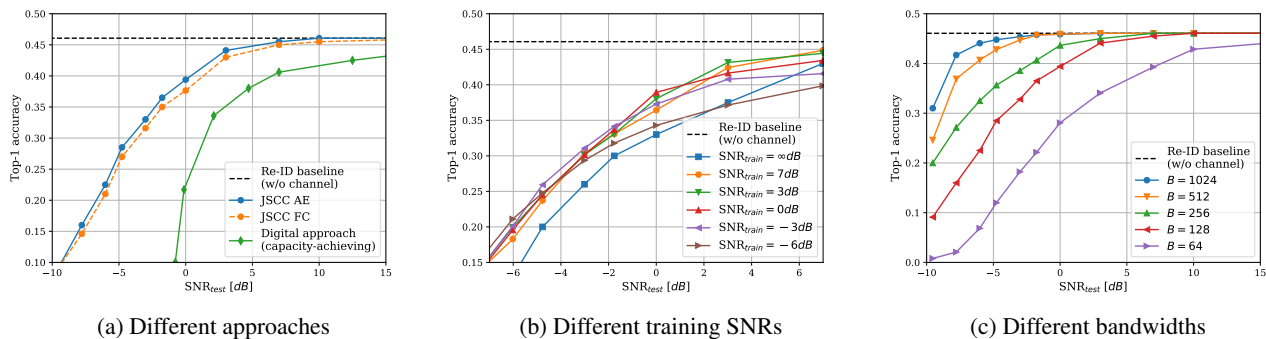 Top-1 accuracy
0.50
0.45
0.40
0.35
0.30
0.25
0.20
0.15
0.10
−10
−5
0
5
10
15
SNR_test [dB]
Re-ID baseline
(w/o channel)
JSCC AE
JSCC FC
Digital approach
(capacity-achieving)
(a) Different approaches
Top-1 accuracy
0.50
0.45
0.40
0.35
0.30
0.25
0.20
0.15
0.10
−6
−4
−2
0
2
4
6
SNR_test [dB]
Re-ID baseline
(w/o channel)
SNR_train = ∞dB
SNR_train = 7dB
SNR_train = 3dB
SNR_train = 0dB
SNR_train = −3dB
SNR_train = −6dB
(b) Different training SNRs
Top-1 accuracy
0.5
0.4
0.3
0.2
0.1
0.0
−10
−5
0
5
10
15
SNR_test [dB]
Re-ID baseline
(w/o channel)
B = 1024
B = 512
B = 256
B = 128
B = 64
(c) Different bandwidths